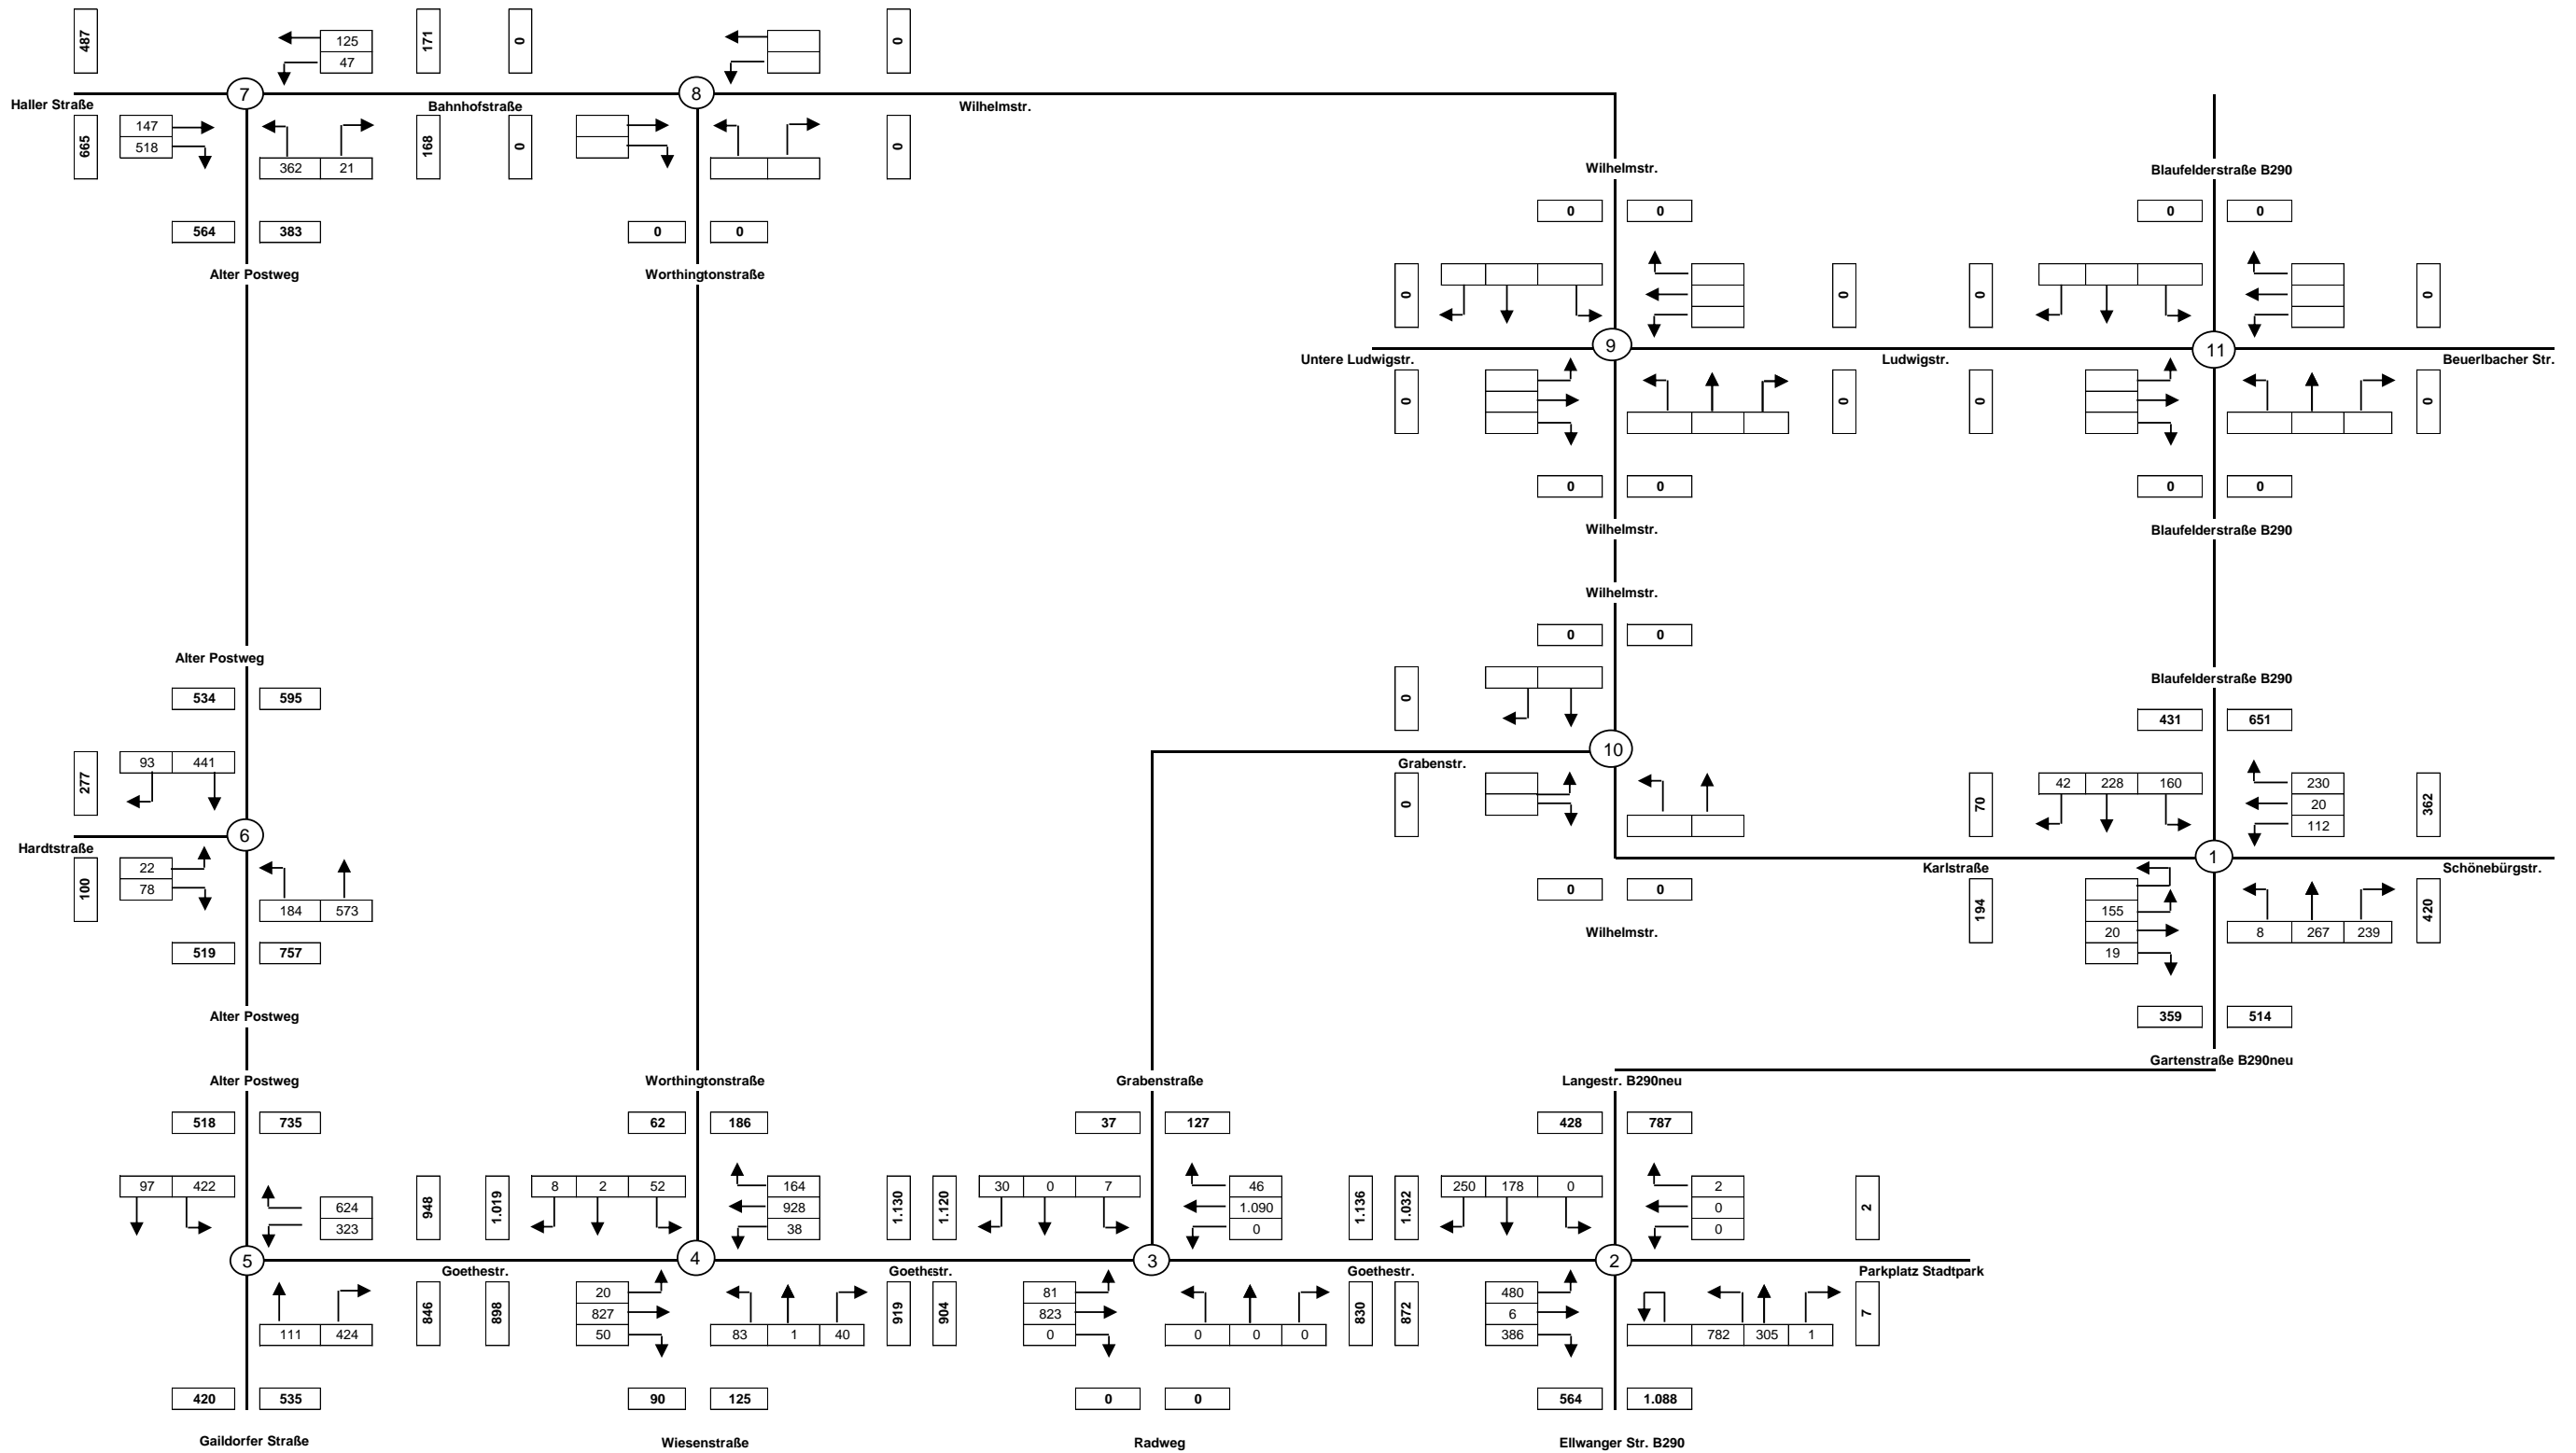 487
125
47
171
0
0
7
8
Haller Straße
Bahnhofstraße
Wilhelmstr.
665
147
518
362 21
168
0
0
564 383
0 0
Alter Postweg
Worthingtonstraße
Wilhelmstr.
Blaufelderstraße B290
0 0
0 0
0
0
0
0
9
11
Untere Ludwigstr.
Ludwigstr.
Beuerlbacher Str.
0
0
0
0
0 0
0 0
Wilhelmstr.
Blaufelderstraße B290
Wilhelmstr.
0 0
Alter Postweg
534 595
277
93 441
6
Hardtstraße
100
22
78
184 573
519 757
Alter Postweg
0
10
Grabenstr.
0
0 0
Wilhelmstr.
Blaufelderstraße B290
431 651
70
42 228 160
230
20
112
362
1
Karlstraße
Schönebürgstr.
194
155
20
19
8 267 239
420
359 514
Gartenstraße B290neu
Alter Postweg
Worthingtonstraße
Grabenstraße
Langestr. B290neu
518 735
62 186
37 127
428 787
97 422
624
323
948
1.019
8 2 52
164
928
38
1.130
1.120
30 0 7
46
1.090
0
1.136
1.032
250 178 0
2
0
0
2
5
4
3
2
Goethestr.
Goethestr.
Goethestr.
Parkplatz Stadtpark
111 424
846
898
20
827
50
83 1 40
919
904
81
823
0
0 0 0
830
872
480
6
386
782 305 1
7
420 535
90 125
0 0
564 1.088
Gaildorfer Straße
Wiesenstraße
Radweg
Ellwanger Str. B290